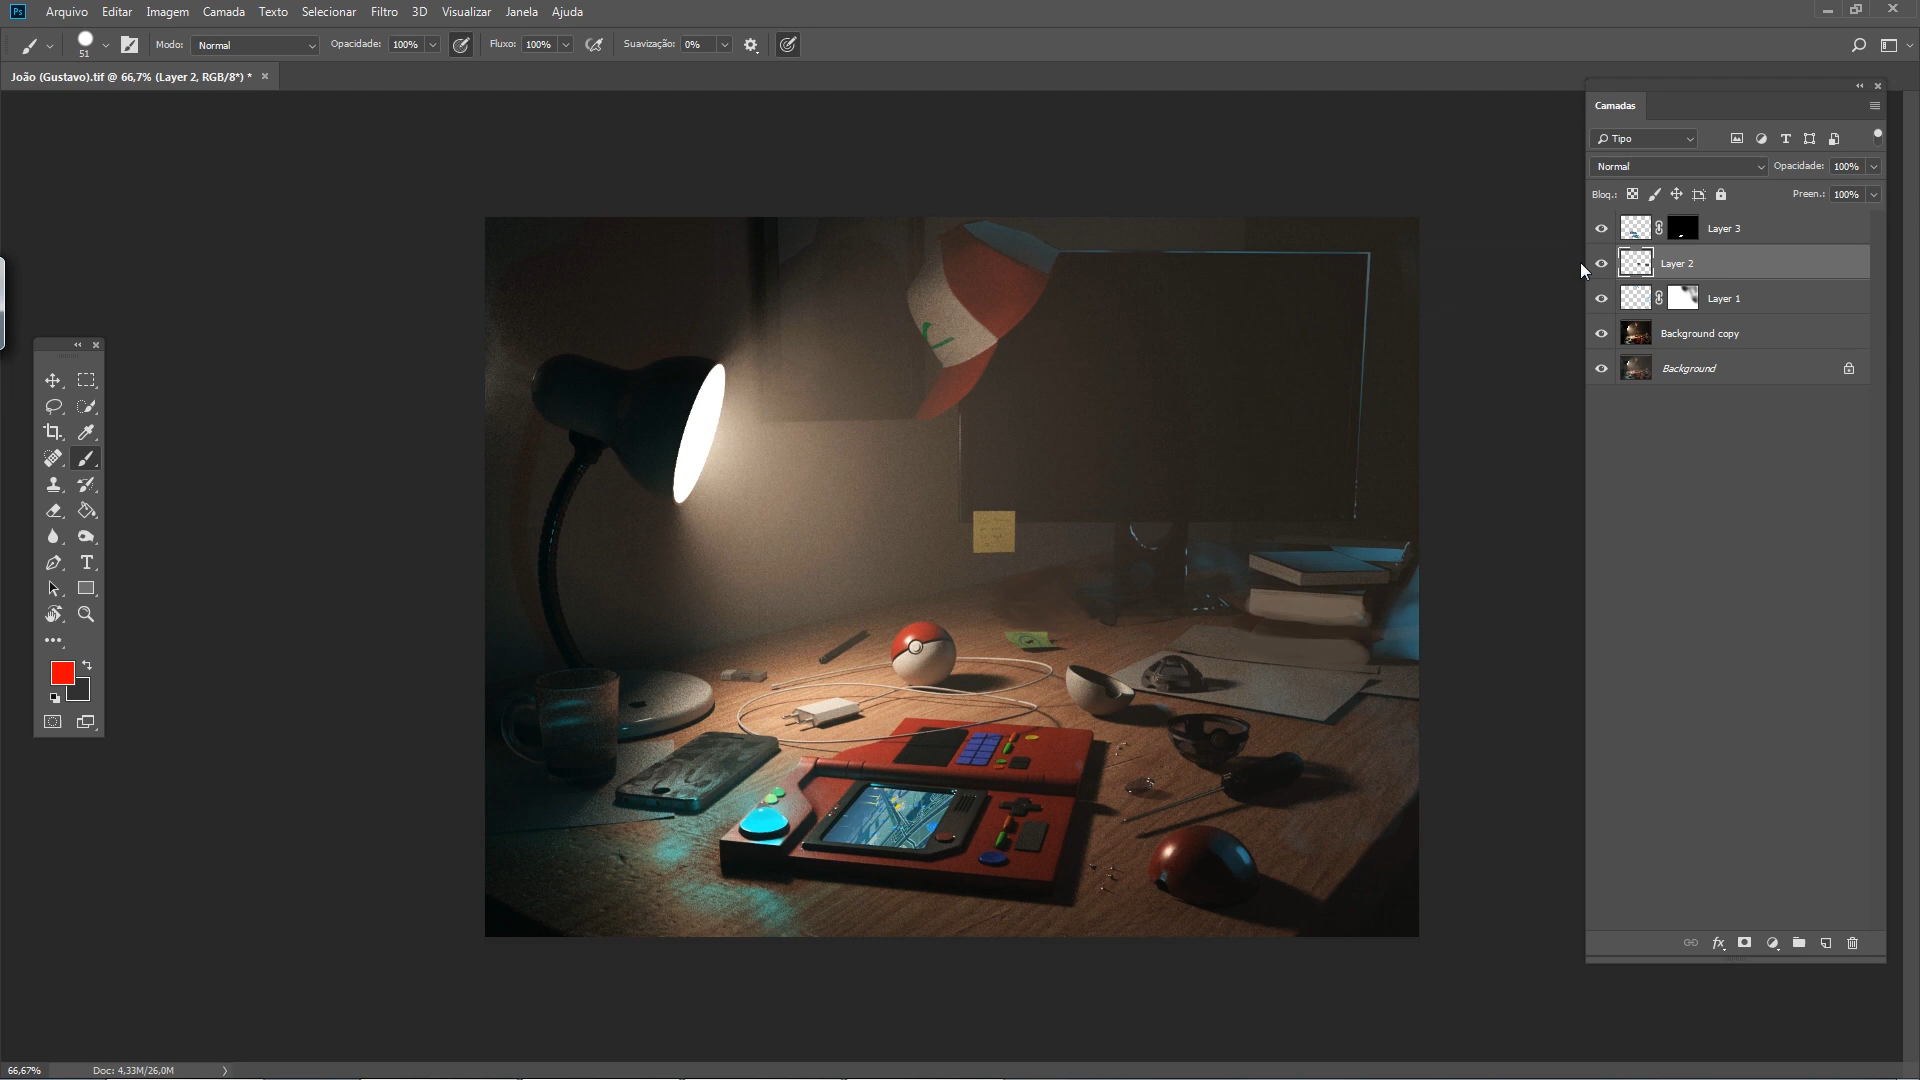 Ps Arquivo Editar Imagem Camada Texto Selecionar Filtro 3D Visualizar Janela Ajuda
51 Modo: Normal Opacidade: 100% Fluxo: 100% Suavização: 0%
João (Gustavo).tif @ 66,7% (Layer 2, RGB/8*) *
Camadas
Tipo
Normal Opacidade: 100%
Bloq.: Preen.: 100%
Layer 3
Layer 2
Layer 1
Background copy
Background
66,67% Doc: 4,33M/26,0M